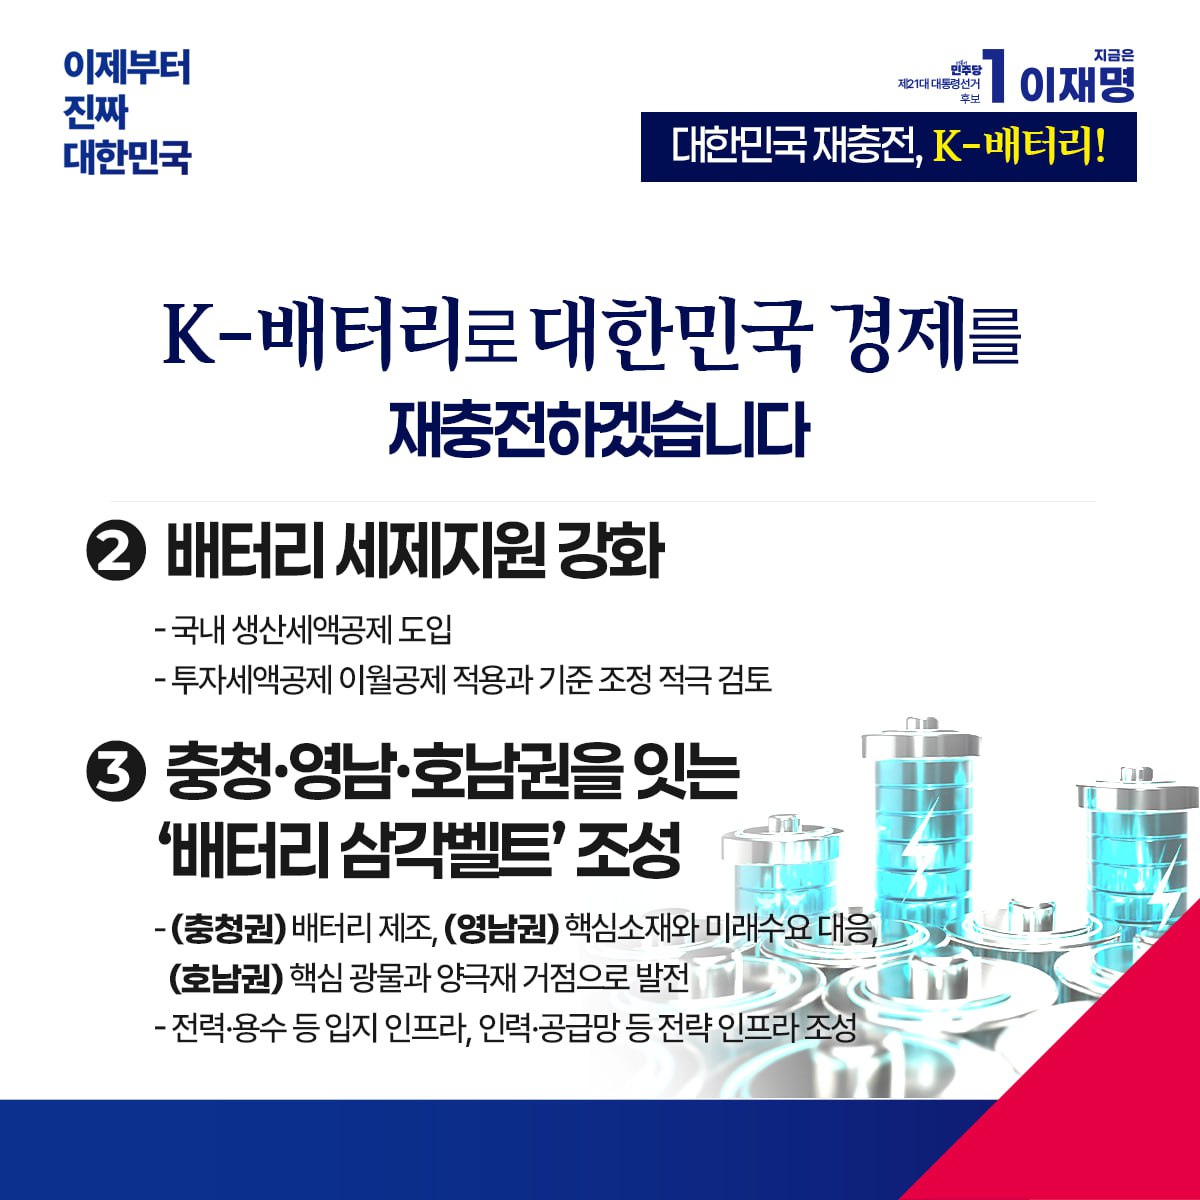 이제부터
진짜
대한민국
지금은
민주당
제21대 대통령선거
후보
1 이재명
대한민국 재충전, K-배터리!
K-배터리로 대한민국 경제를
재충전하겠습니다
2 배터리 세제지원 강화
- 국내 생산세액공제 도입
- 투자세액공제 이월공제 적용과 기준 조정 적극 검토
3 충청·영남·호남권을 잇는
‘배터리 삼각벨트’ 조성
- (충청권) 배터리 제조, (영남권) 핵심소재와 미래수요 대응,
(호남권) 핵심 광물과 양극재 거점으로 발전
- 전력·용수 등 입지 인프라, 인력·공급망 등 전략 인프라 조성